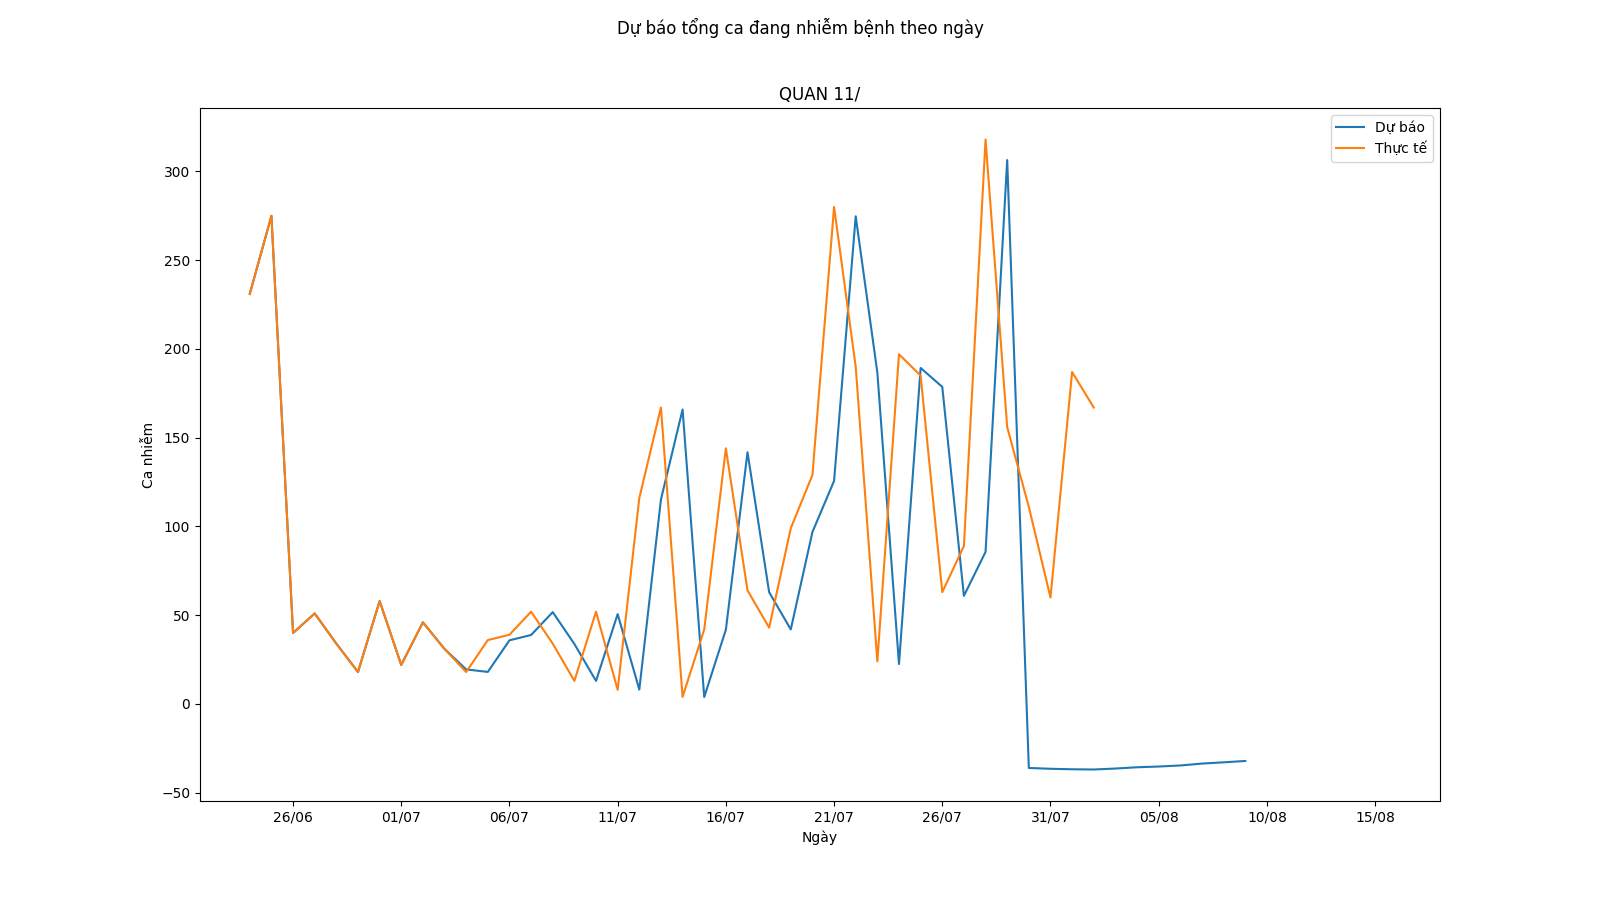 Dự báo tổng ca đang nhiễm bệnh theo ngày
QUAN 11/
Dự báo
Thực tế
300
250
200
150
100
50
0
−50
Ca nhiễm
26/06 01/07 06/07 11/07 16/07 21/07 26/07 31/07 05/08 10/08 15/08
Ngày